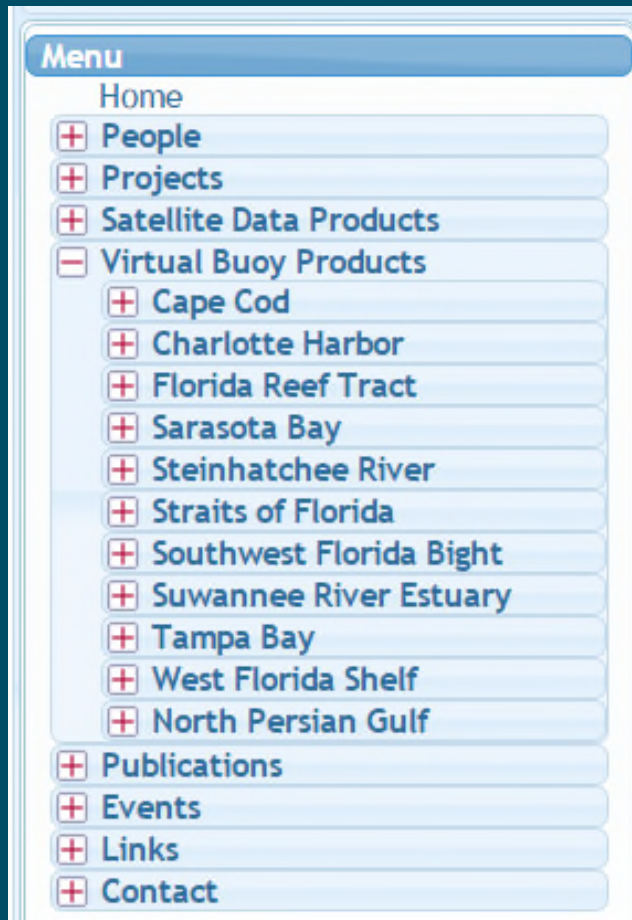 Menu
Home
People
Projects
Satellite Data Products
Virtual Buoy Products
Cape Cod
Charlotte Harbor
Florida Reef Tract
Sarasota Bay
Steinhatchee River
Straits of Florida
Southwest Florida Bight
Suwannee River Estuary
Tampa Bay
West Florida Shelf
North Persian Gulf
Publications
Events
Links
Contact